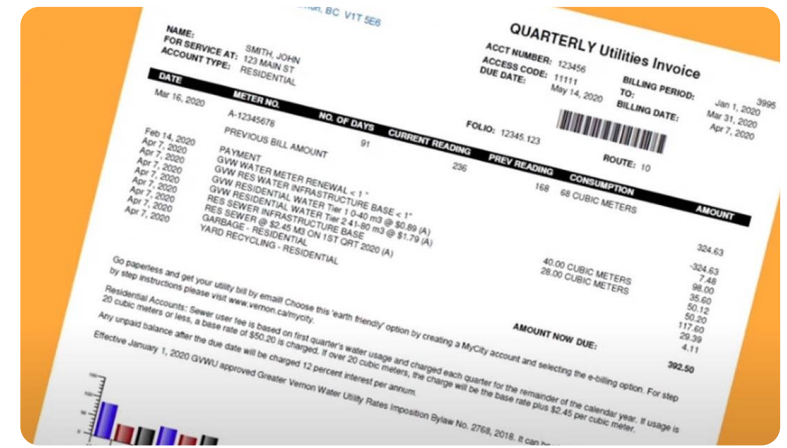 non, BC V1T 5E6
QUARTERLY Utilities Invoice
NAME: SMITH, JOHN
FOR SERVICE AT: 123 MAIN ST
ACCOUNT TYPE: RESIDENTIAL
ACCT NUMBER: 123456
ACCESS CODE: 11111
DUE DATE: May 14, 2020
3995
BILLING PERIOD: Jan 1, 2020
TO: Mar 31, 2020
BILLING DATE: Apr 7, 2020
FOLIO: 12345.123
ROUTE: 10
DATE METER NO. NO. OF DAYS CURRENT READING PREV READING CONSUMPTION AMOUNT
Mar 16, 2020 A-12345678 91 236 168 68 CUBIC METERS
PREVIOUS BILL AMOUNT 324.63
Feb 14, 2020 PAYMENT -324.63
Apr 7, 2020 GVW WATER METER RENEWAL < 1" 7.48
Apr 7, 2020 GVW RES WATER INFRASTRUCTURE BASE < 1" 98.00
Apr 7, 2020 GVW RESIDENTIAL WATER Tier 1 0-40 m3 @ $0.89 (A) 40.00 CUBIC METERS 35.60
Apr 7, 2020 GVW RESIDENTIAL WATER Tier 2 41-80 m3 @ $1.79 (A) 28.00 CUBIC METERS 50.12
Apr 7, 2020 RES SEWER INFRASTRUCTURE BASE 50.20
Apr 7, 2020 RES SEWER @ $2.45 M3 ON 1ST QRT 2020 (A) 117.60
Apr 7, 2020 GARBAGE - RESIDENTIAL 29.39
Apr 7, 2020 YARD RECYCLING - RESIDENTIAL 4.11
AMOUNT NOW DUE: 392.50
Go paperless and get your utility bill by email! Choose this 'earth friendly' option by creating a MyCity account and selecting the e-billing option. For step
by step instructions please visit www.vernon.ca/mycity.
Residential Accounts: Sewer user fee is based on first quarter's water usage and charged each quarter for the remainder of the calendar year. If usage is
20 cubic meters or less, a base rate of $50.20 is charged. If over 20 cubic meters, the charge will be the base rate plus $2.45 per cubic meter.
Any unpaid balance after the due date will be charged 12 percent interest per annum.
Effective January 1, 2020 GVWU approved Greater Vernon Water Utility Rates Imposition Bylaw No. 2768, 2018. It can be
150
100
50
0